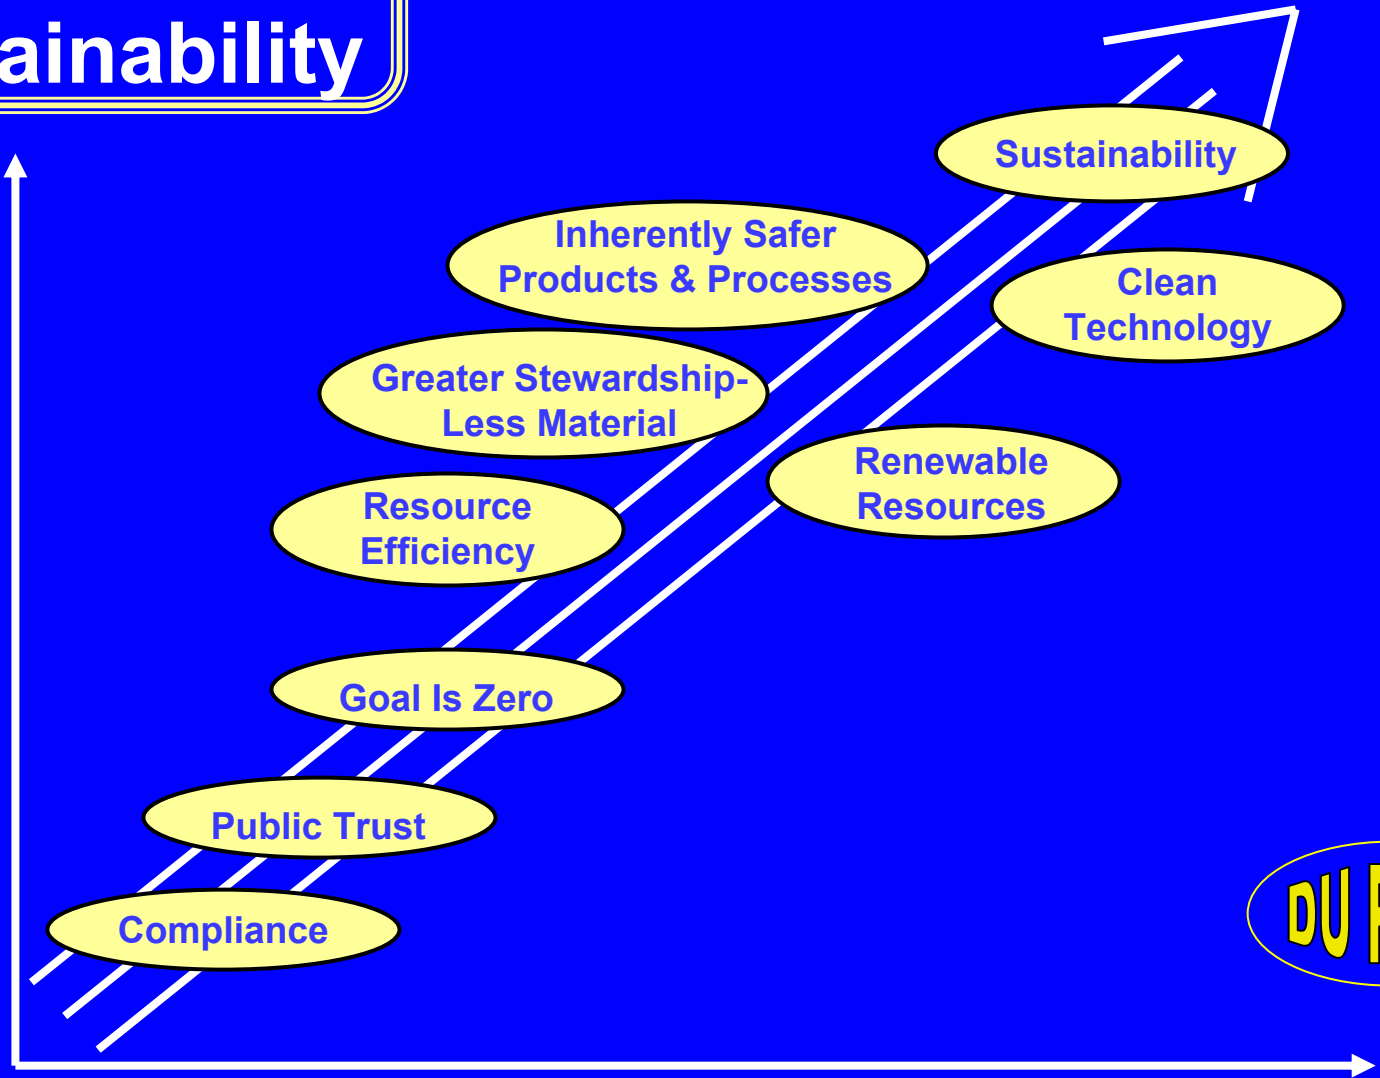 ainability
Sustainability
Inherently Safer
Products & Processes
Clean
Technology
Greater Stewardship-
Less Material
Renewable
Resources
Resource
Efficiency
Goal Is Zero
Public Trust
Compliance
DU